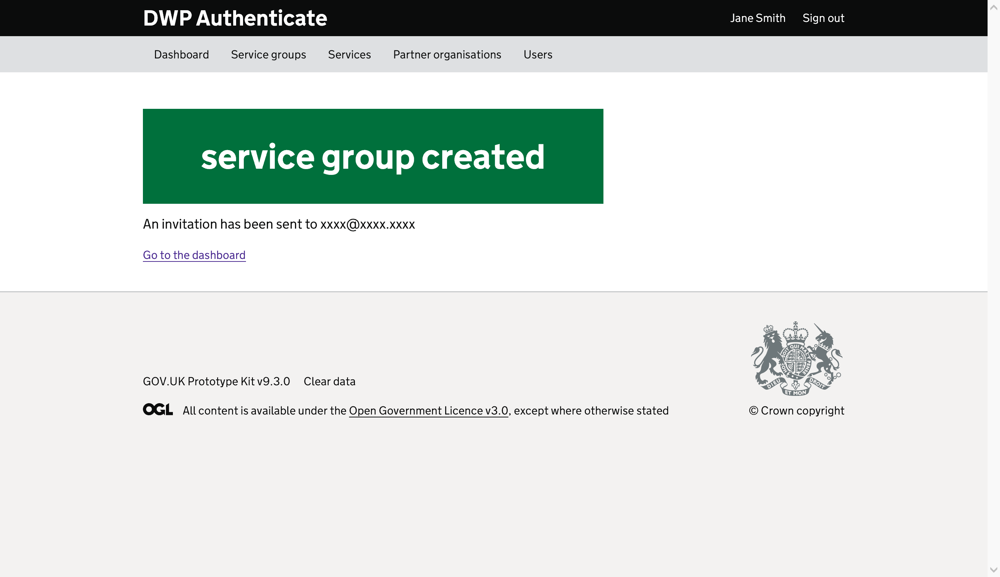 DWP Authenticate
Jane Smith Sign out
Dashboard Service groups Services Partner organisations Users
service group created
An invitation has been sent to xxxx@xxxx.xxxx
Go to the dashboard
SOIT QUI MAL PENSE
HO
DIEU ET MON DROIT
GOV.UK Prototype Kit v9.3.0 Clear data
OGL All content is available under the Open Government Licence v3.0, except where otherwise stated
© Crown copyright